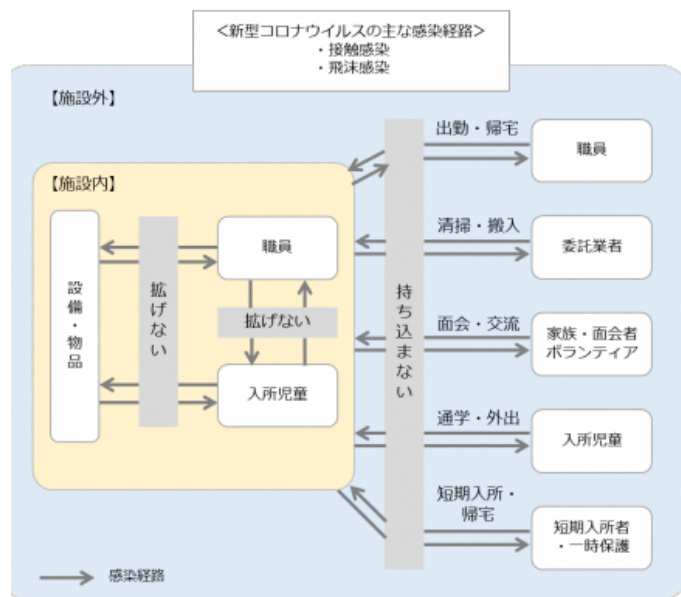 ＜新型コロナウイルスの主な感染経路＞
・接触感染
・飛沫感染
【施設外】
【施設内】
設備・物品
拡げない
職員
拡げない
入所児童
持ち込まない
出勤・帰宅
職員
清掃・搬入
委託業者
面会・交流
家族・面会者
ボランティア
通学・外出
入所児童
短期入所・
帰宅
短期入所者
・一時保護
感染経路